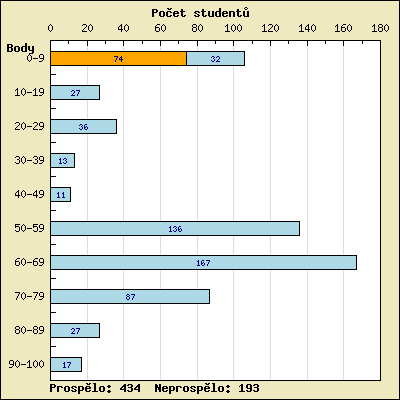 Počet studentů
0 20 40 60 80 100 120 140 160 180
Body
0-9 74 32
10-19 27
20-29 36
30-39 13
40-49 11
50-59 136
60-69 167
70-79 87
80-89 27
90-100 17
Prospělo: 434 Neprospělo: 193